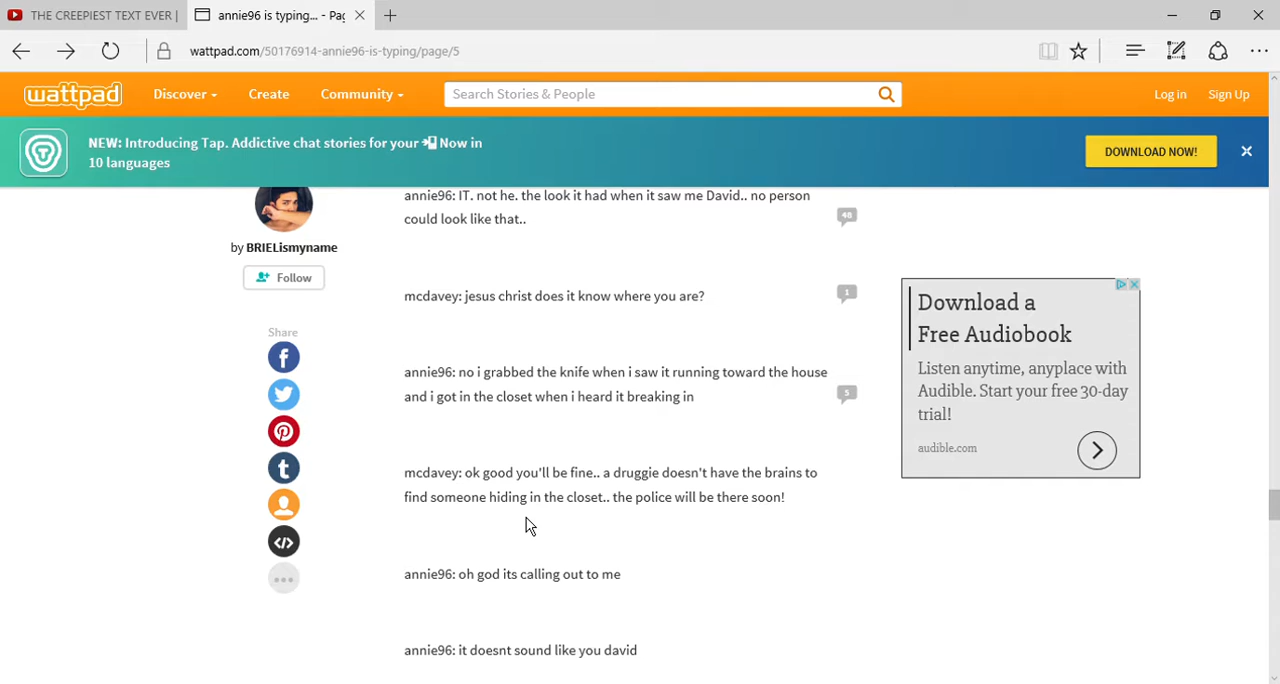 THE CREEPIEST TEXT EVER |
annie96 is typing... - Pag
wattpad.com/50176914-annie96-is-typing/page/5
wattpad
Discover
Create
Community
Search Stories & People
Log in
Sign Up
NEW: Introducing Tap. Addictive chat stories for your 📲 Now in
10 languages
DOWNLOAD NOW!
by BRIELismyname
Follow
Share
annie96: IT. not he. the look it had when it saw me David.. no person
could look like that..
48
mcdavey: jesus christ does it know where you are?
1
annie96: no i grabbed the knife when i saw it running toward the house
and i got in the closet when i heard it breaking in
5
mcdavey: ok good you'll be fine.. a druggie doesn't have the brains to
find someone hiding in the closet.. the police will be there soon!
annie96: oh god its calling out to me
annie96: it doesnt sound like you david
Download a
Free Audiobook
Listen anytime, anyplace with
Audible. Start your free 30-day
trial!
audible.com